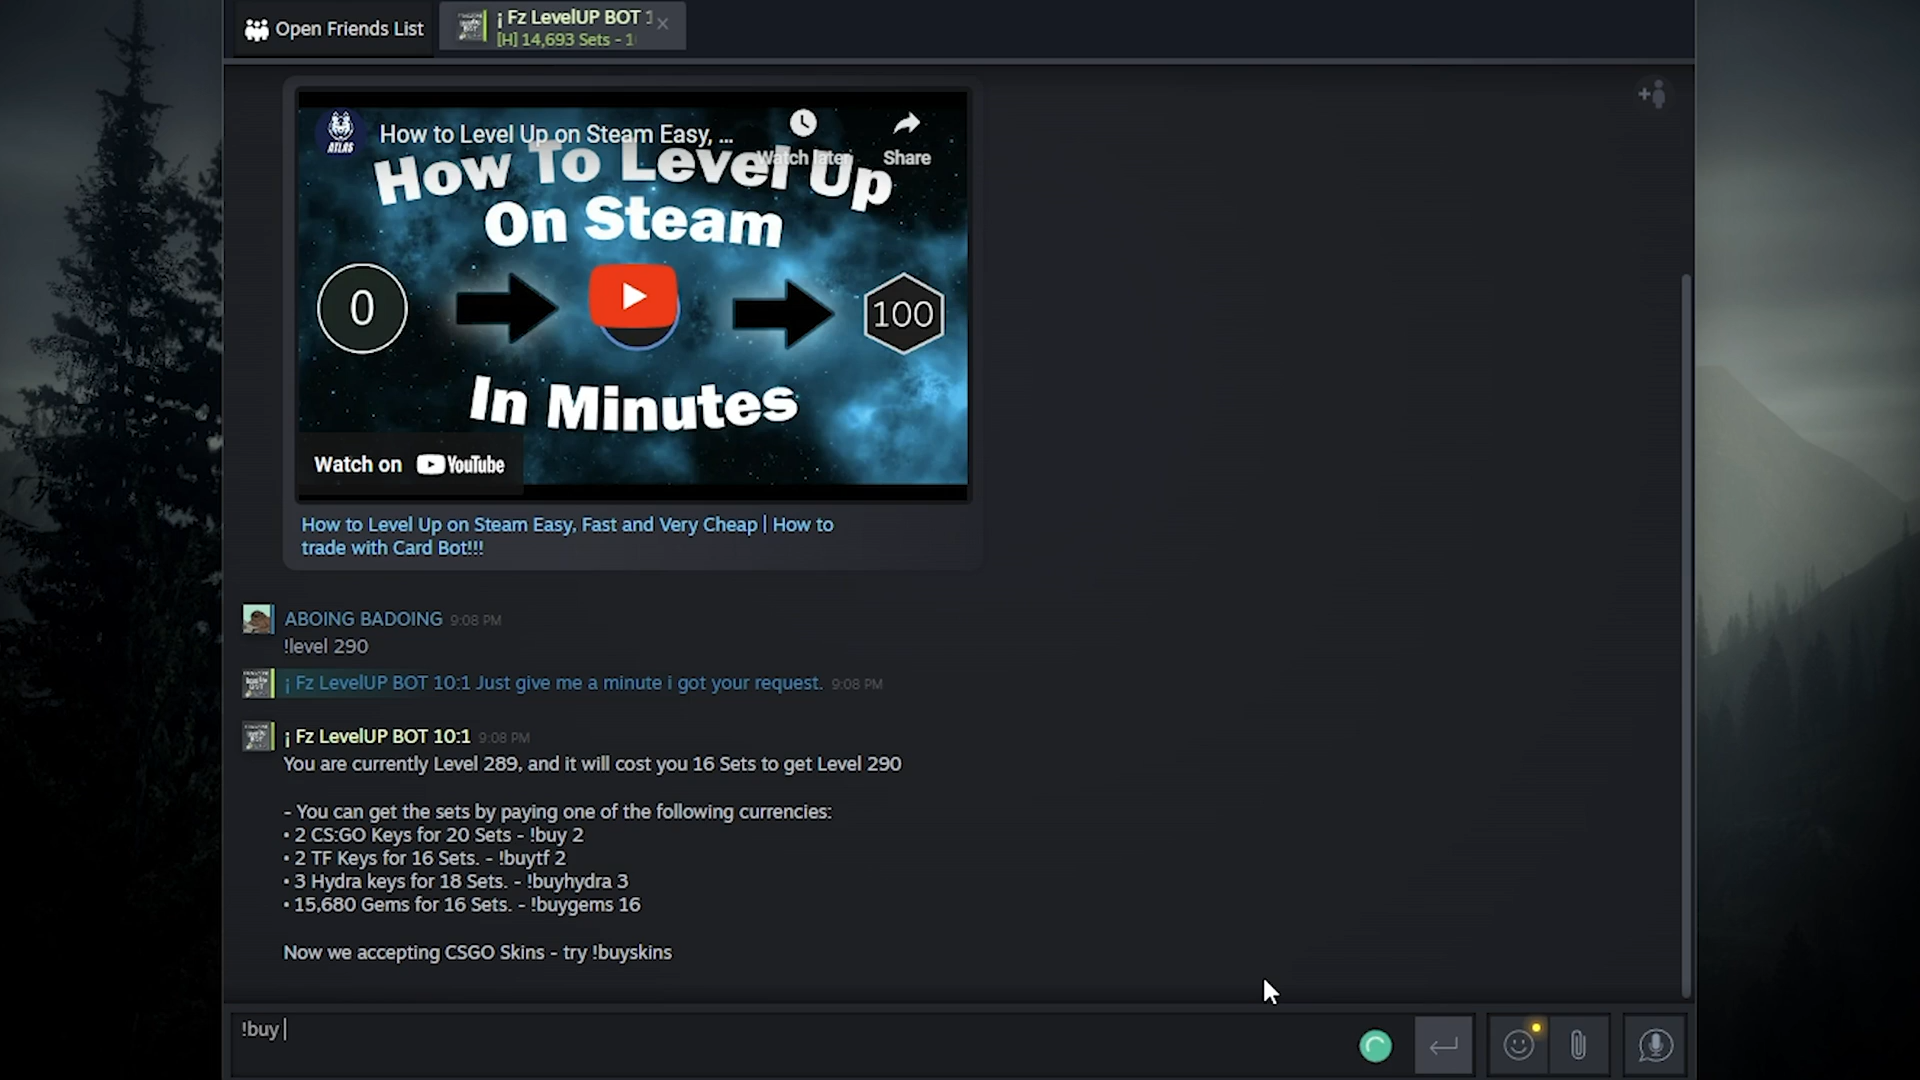 Open Friends List
¡ Fz LevelUP BOT 1
[H] 14,693 Sets - 1
ATLAS
How to Level Up on Steam Easy, ...
Watch later
Share
How To Level Up
On Steam
0
100
In Minutes
Watch on YouTube
How to Level Up on Steam Easy, Fast and Very Cheap | How to
trade with Card Bot!!!
ABOING BADOING 9:08 PM
!level 290
¡ Fz LevelUP BOT 10:1 Just give me a minute i got your request. 9:08 PM
¡ Fz LevelUP BOT 10:1 9:08 PM
You are currently Level 289, and it will cost you 16 Sets to get Level 290
- You can get the sets by paying one of the following currencies:
• 2 CS:GO Keys for 20 Sets - !buy 2
• 2 TF Keys for 16 Sets. - !buytf 2
• 3 Hydra keys for 18 Sets. - !buyhydra 3
• 15,680 Gems for 16 Sets. - !buygems 16
Now we accepting CSGO Skins - try !buyskins
!buy